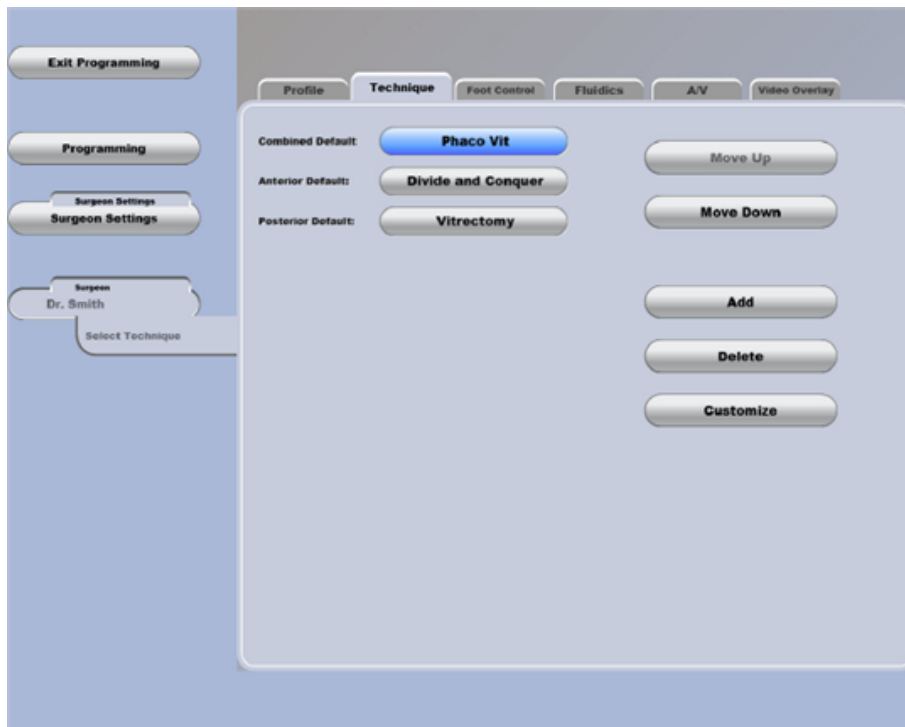 Exit Programming
Programming
Surgeon Settings
Surgeon Settings
Surgeon
Dr. Smith
Select Technique
Profile
Technique
Foot Control
Fluidics
A/V
Video Overlay
Combined Default:
Phaco Vit
Anterior Default:
Divide and Conquer
Posterior Default:
Vitrectomy
Move Up
Move Down
Add
Delete
Customize